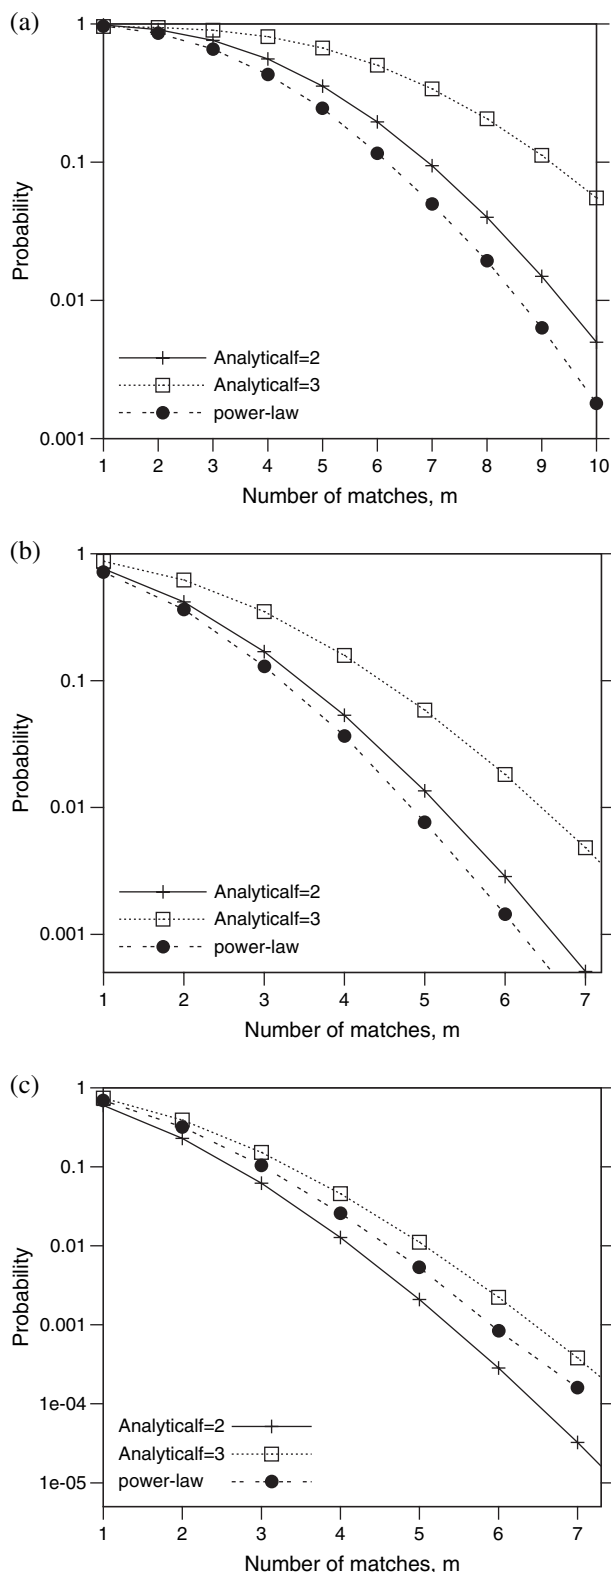 (a)
1
0.1
0.01
0.001
Probability
Analyticalf=2
Analyticalf=3
power-law
1 2 3 4 5 6 7 8 9 10
Number of matches, m
(b)
1
0.1
0.01
0.001
Probability
Analyticalf=2
Analyticalf=3
power-law
1 2 3 4 5 6 7
Number of matches, m
(c)
1
0.1
0.01
0.001
1e-04
1e-05
Probability
Analyticalf=2
Analyticalf=3
power-law
1 2 3 4 5 6 7
Number of matches, m